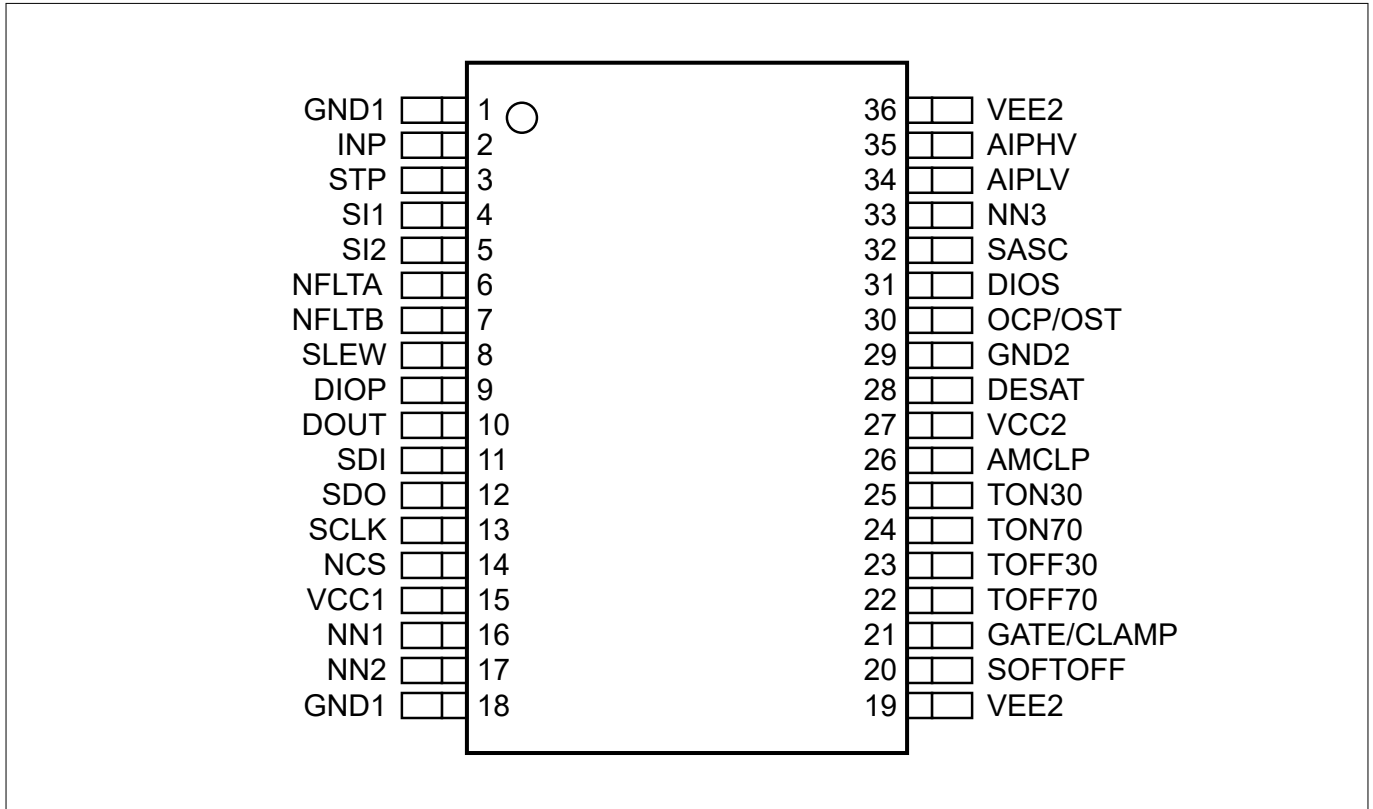 GND1 1 36 VEE2
INP 2 35 AIPHV
STP 3 34 AIPLV
SI1 4 33 NN3
SI2 5 32 SASC
NFLTA 6 31 DIOS
NFLTB 7 30 OCP/OST
SLEW 8 29 GND2
DIOP 9 28 DESAT
DOUT 10 27 VCC2
SDI 11 26 AMCLP
SDO 12 25 TON30
SCLK 13 24 TON70
NCS 14 23 TOFF30
VCC1 15 22 TOFF70
NN1 16 21 GATE/CLAMP
NN2 17 20 SOFTOFF
GND1 18 19 VEE2